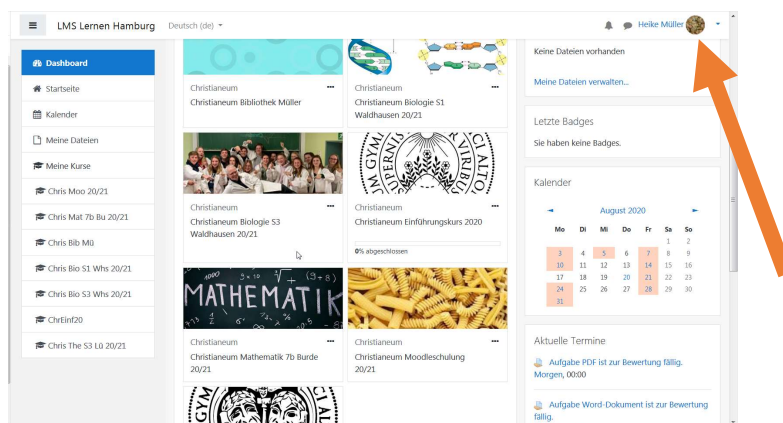 LMS Lernen Hamburg
Deutsch (de)
Heike Müller
Dashboard
Startseite
Kalender
Meine Dateien
Meine Kurse
Chris Moo 20/21
Chris Mat 7b Bu 20/21
Chris Bib Mü
Chris Bio S1 Whs 20/21
Chris Bio S3 Whs 20/21
ChrEinf20
Chris The S3 Lü 20/21
Christianeum
Christianeum Bibliothek Müller
Christianeum
Christianeum Biologie S1
Waldhausen 20/21
Christianeum
Christianeum Biologie S3
Waldhausen 20/21
Christianeum
Christianeum Einführungskurs 2020
0% abgeschlossen
MATHEMATIK
Christianeum
Christianeum Mathematik 7b Burde
20/21
Christianeum
Christianeum Moodleschulung
20/21
Keine Dateien vorhanden
Meine Dateien verwalten...
Letzte Badges
Sie haben keine Badges.
Kalender
August 2020
Mo Di Mi Do Fr Sa So
1 2
3 4 5 6 7 8 9
10 11 12 13 14 15 16
17 18 19 20 21 22 23
24 25 26 27 28 29 30
31
Aktuelle Termine
Aufgabe PDF ist zur Bewertung fällig.
Morgen, 00:00
Aufgabe Word-Dokument ist zur Bewertung
fällig.